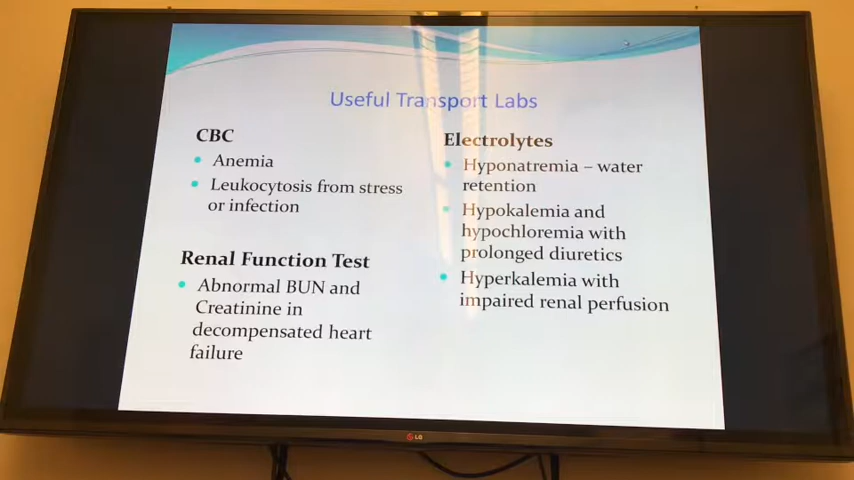 Useful Transport Labs
CBC
Anemia
Leukocytosis from stress
or infection
Renal Function Test
Abnormal BUN and
Creatinine in
decompensated heart
failure
Electrolytes
Hyponatremia – water
retention
Hypokalemia and
hypochloremia with
prolonged diuretics
Hyperkalemia with
impaired renal perfusion
LG